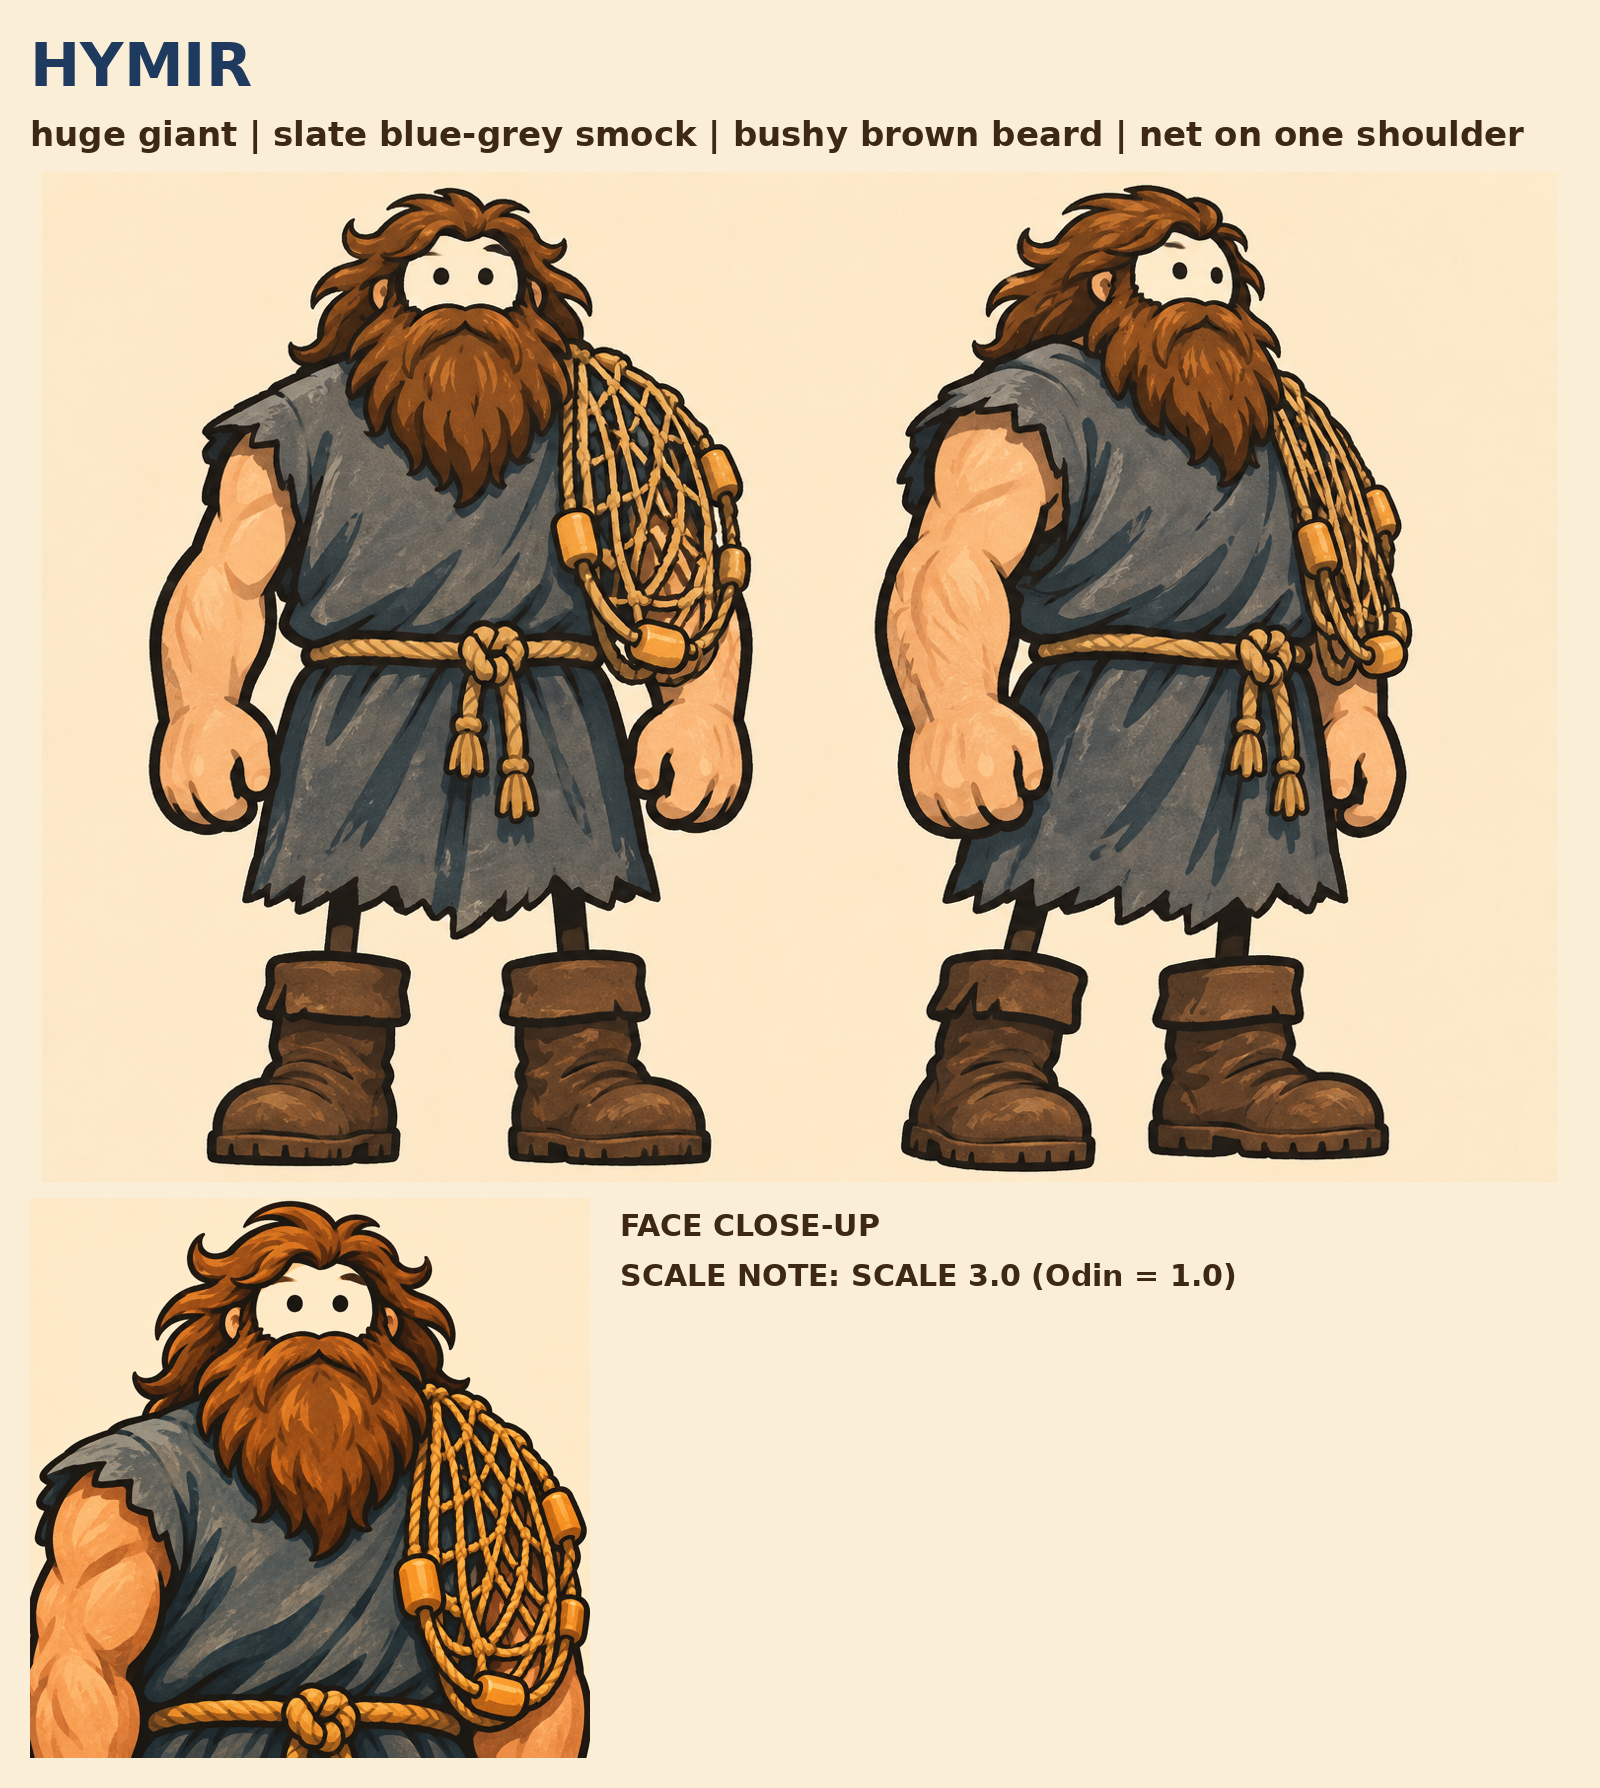 HYMIR
huge giant | slate blue-grey smock | bushy brown beard | net on one shoulder
FACE CLOSE-UP
SCALE NOTE: SCALE 3.0 (Odin = 1.0)